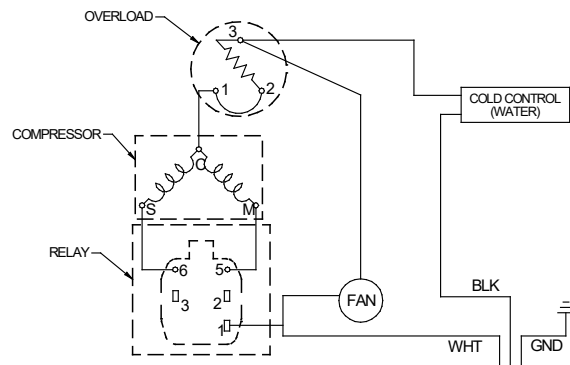 OVERLOAD
3
1
2
COLD CONTROL
(WATER)
COMPRESSOR
C
S
M
RELAY
6
5
3
2
1
FAN
BLK
WHT
GND